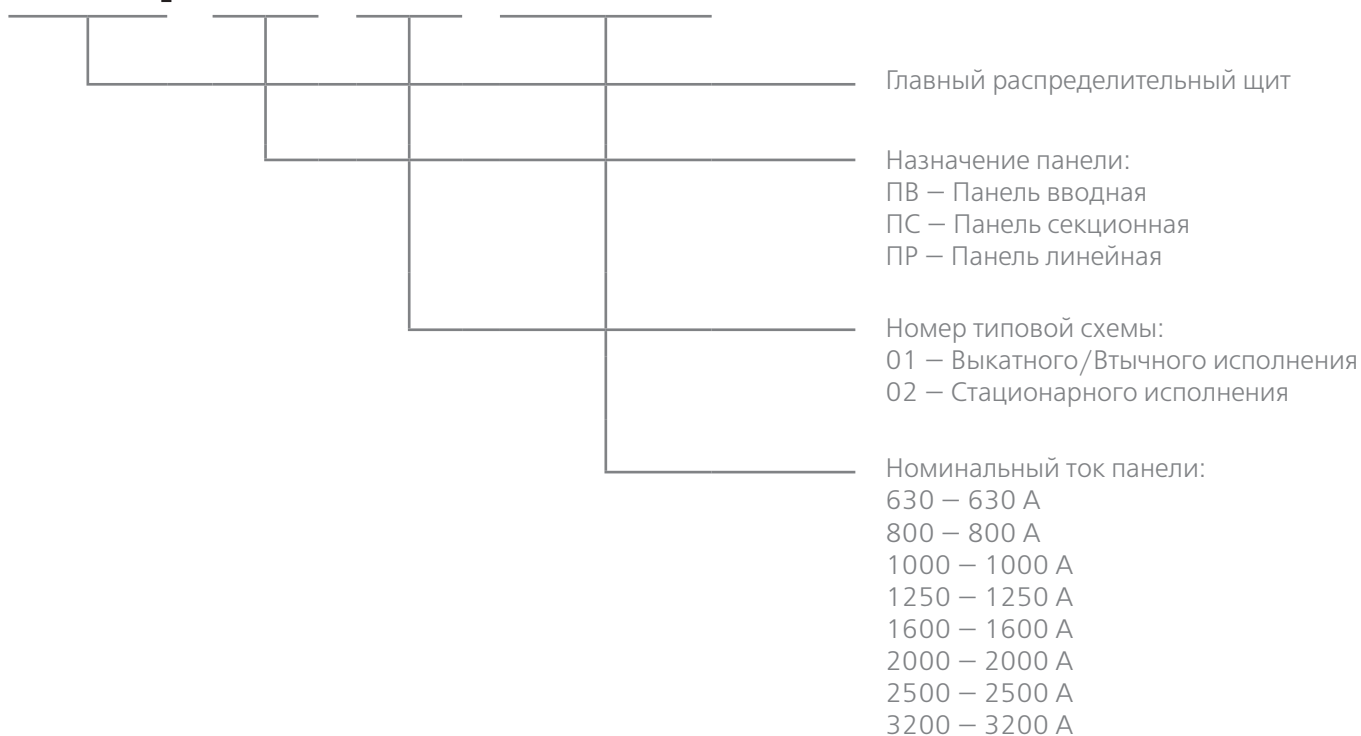 Главный распределительный щит
Назначение панели:
ПВ — Панель вводная
ПС — Панель секционная
ПР — Панель линейная
Номер типовой схемы:
01 — Выкатного/Втычного исполнения
02 — Стационарного исполнения
Номинальный ток панели:
630 — 630 А
800 — 800 А
1000 — 1000 А
1250 — 1250 А
1600 — 1600 А
2000 — 2000 А
2500 — 2500 А
3200 — 3200 А